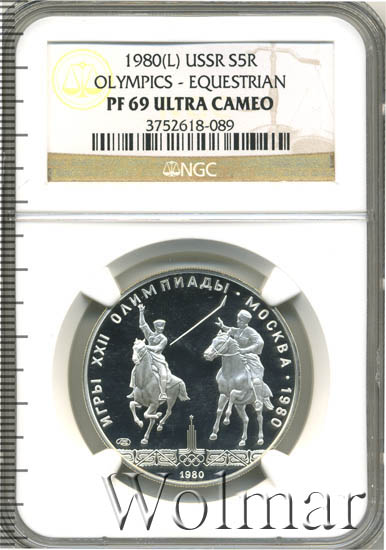 1980(L) USSR S5R
OLYMPICS - EQUESTRIAN
PF 69 ULTRA CAMEO
3752618-089
NGC
ИГРЫ XXII ОЛИМПИАДЫ • МОСКВА • 1980
1980
Wolmar